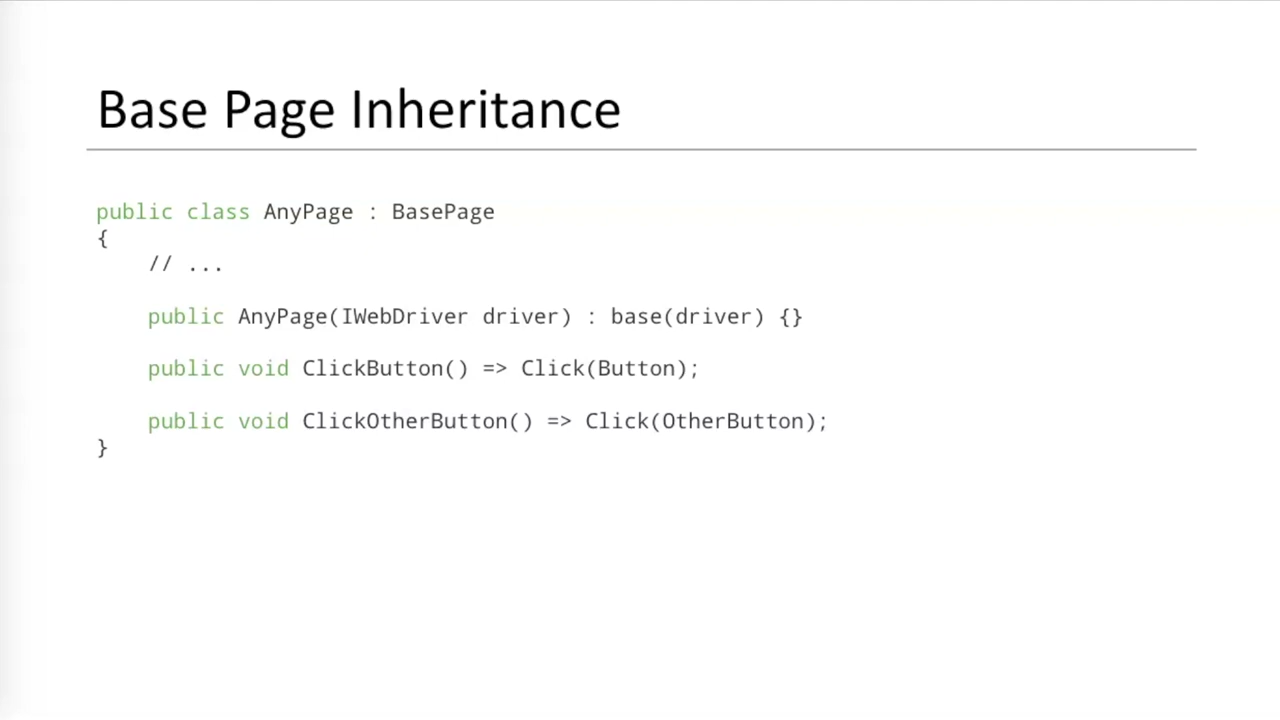 Base Page Inheritance
public class AnyPage : BasePage
{
    // ...
    public AnyPage(IWebDriver driver) : base(driver) {}
    public void ClickButton() => Click(Button);
    public void ClickOtherButton() => Click(OtherButton);
}